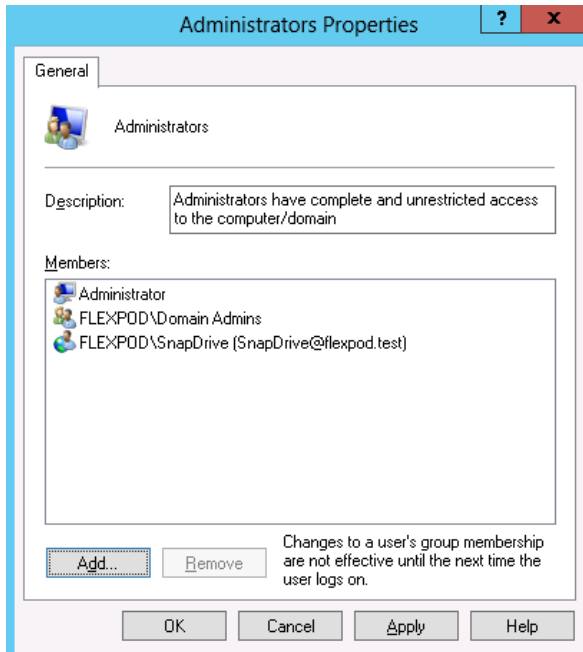 Administrators Properties
?
x
General
Administrators
Description:
Administrators have complete and unrestricted access
to the computer/domain
Members:
Administrator
FLEXPOD\Domain Admins
FLEXPOD\SnapDrive (SnapDrive@flexpod.test)
Add...
Remove
Changes to a user's group membership
are not effective until the next time the
user logs on.
OK
Cancel
Apply
Help